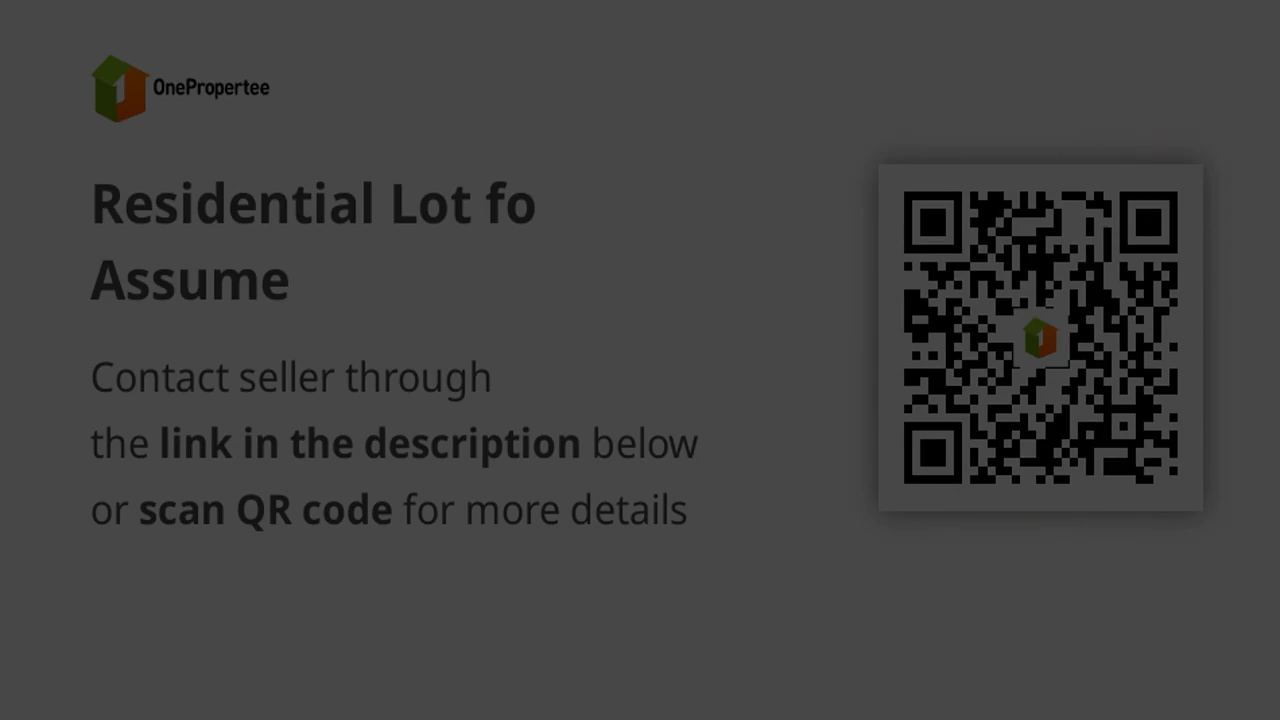 OnePropertee
Residential Lot fo
Assume
Contact seller through
the link in the description below
or scan QR code for more details